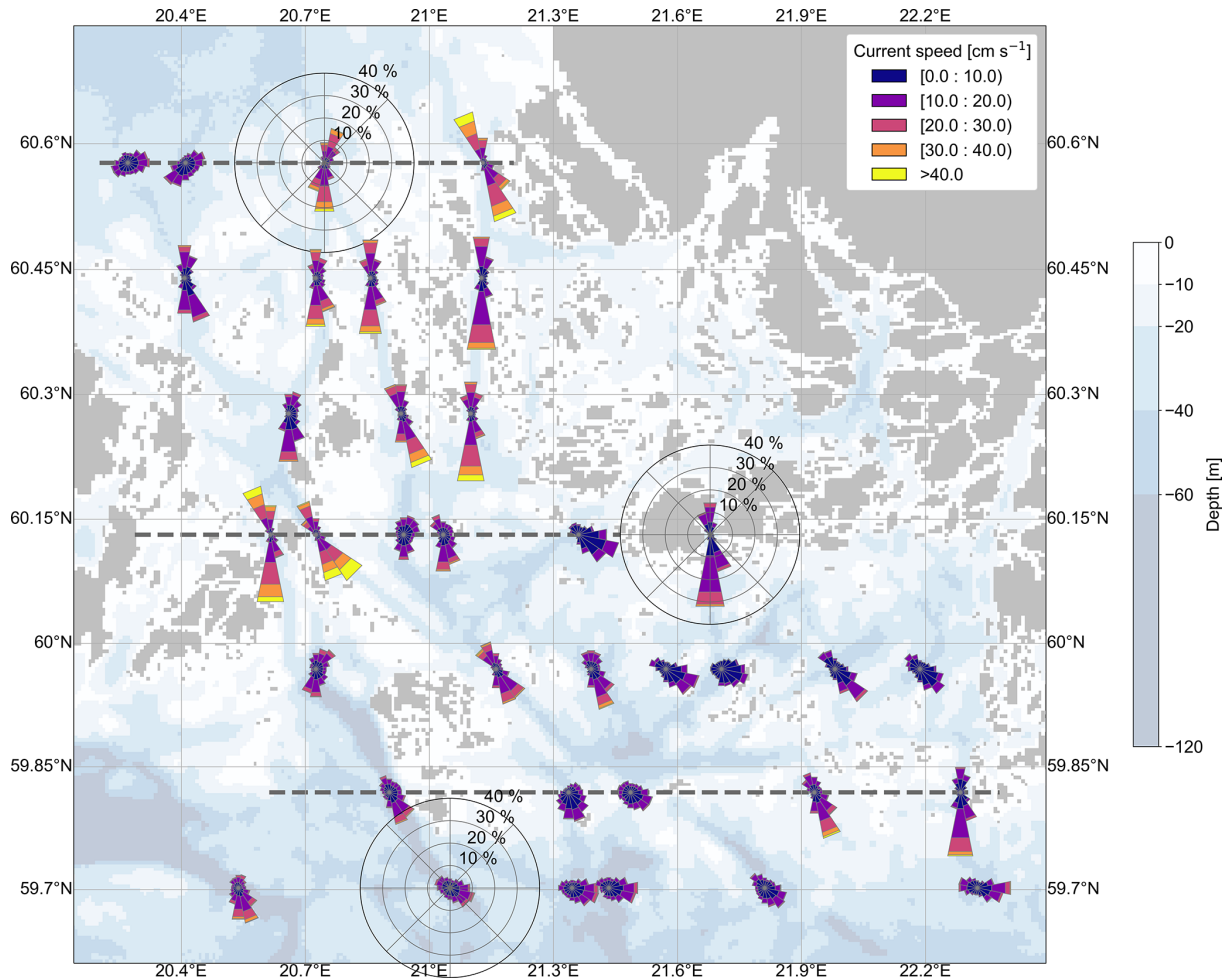 20.4°E 20.7°E 21°E 21.3°E 21.6°E 21.9°E 22.2°E
Current speed [cm s⁻¹]
[0.0 : 10.0)
[10.0 : 20.0)
[20.0 : 30.0)
[30.0 : 40.0)
>40.0
40 %
30 %
20 %
10 %
60.6°N 60.6°N
60.45°N 60.45°N
60.3°N 60.3°N
40 %
30 %
20 %
10 %
60.15°N 60.15°N
60°N 60°N
59.85°N 59.85°N
40 %
30 %
20 %
10 %
59.7°N 59.7°N
20.4°E 20.7°E 21°E 21.3°E 21.6°E 21.9°E 22.2°E
0
−10
−20
−40
−60
−120
Depth [m]